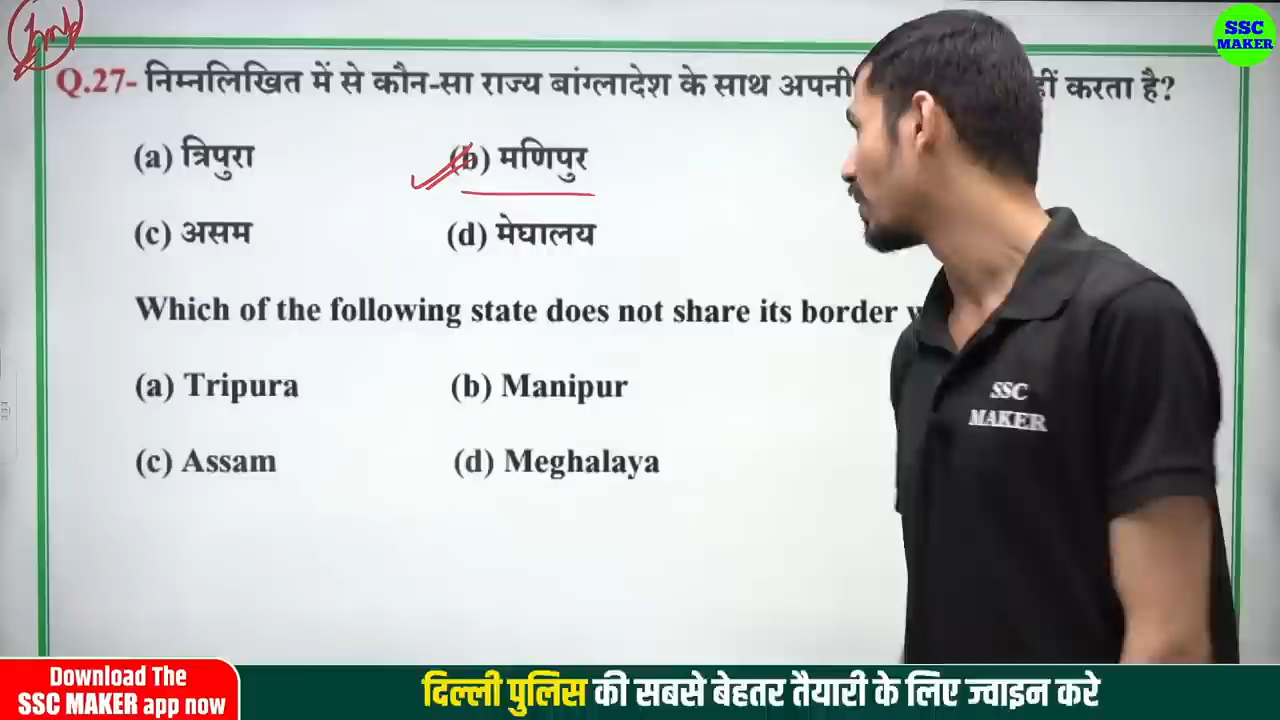 Imp
SSC
MAKER
Q.27- निम्नलिखित में से कौन-सा राज्य बांग्लादेश के साथ अपनी करता है?
(a) त्रिपुरा (b) मणिपुर
(c) असम (d) मेघालय
Which of the following state does not share its border
(a) Tripura (b) Manipur
(c) Assam (d) Meghalaya
SSC
MAKER
Download The
SSC MAKER app now
दिल्ली पुलिस की सबसे बेहतर तैयारी के लिए ज्वाइन करे